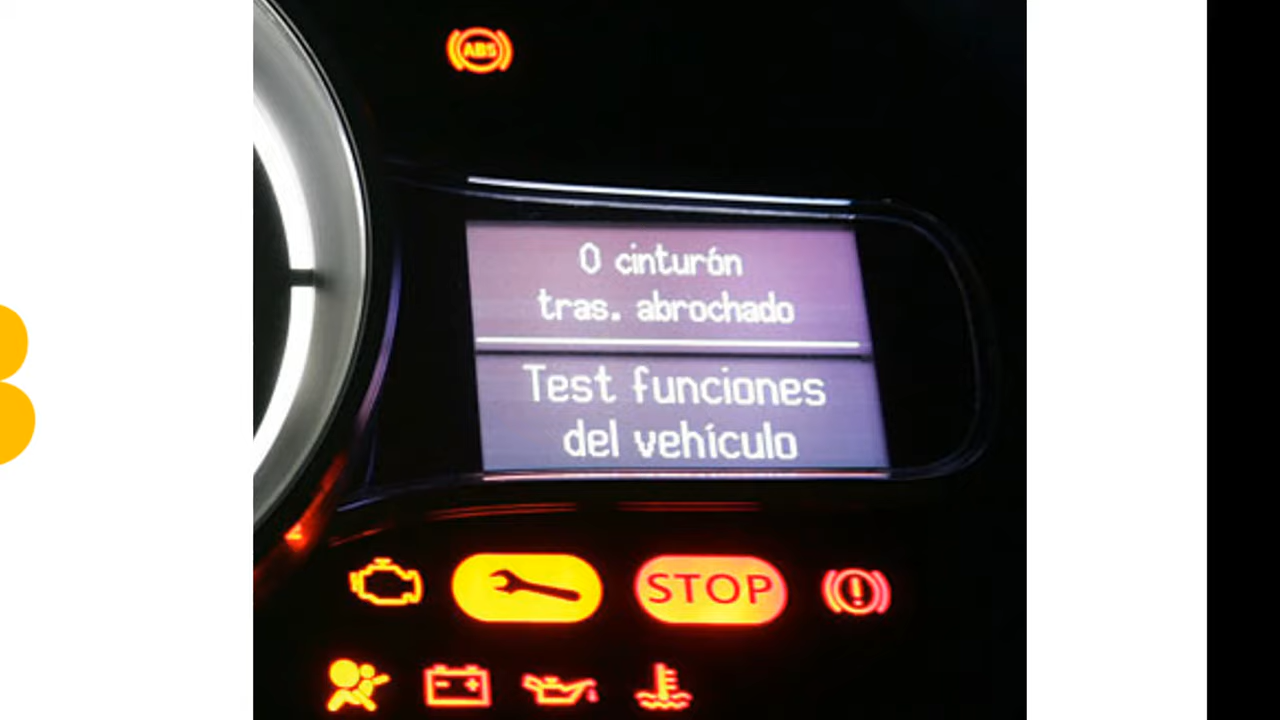 ABS
0 cinturón
tras. abrochado
Test funciones
del vehículo
STOP